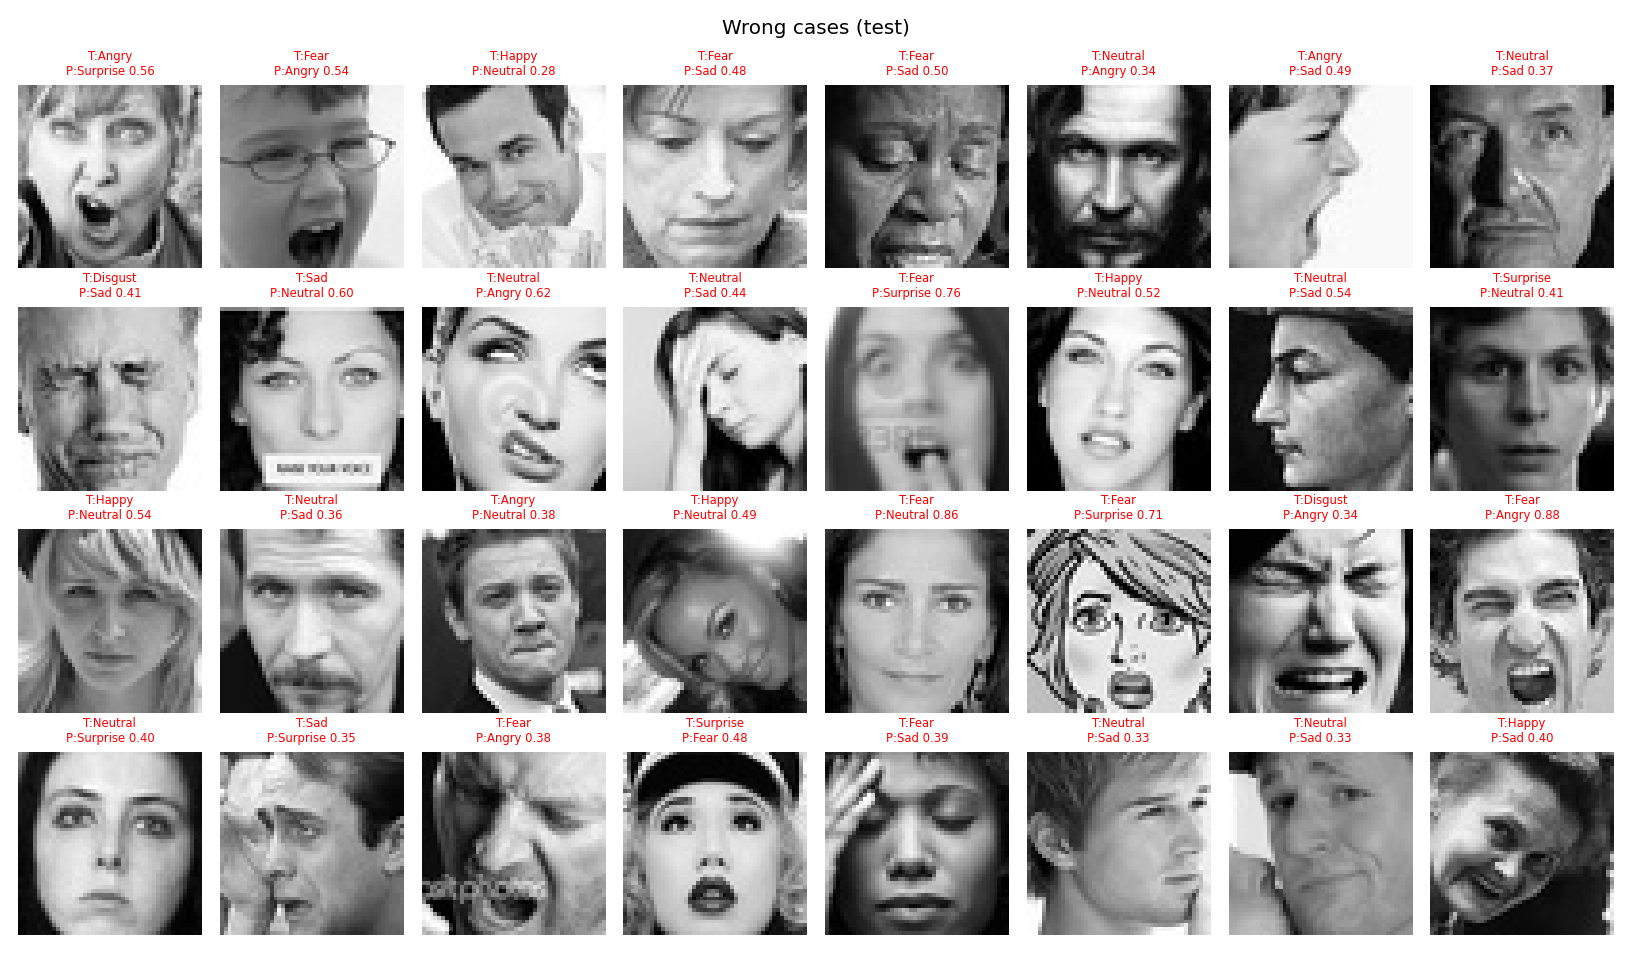 Wrong cases (test)
T:Angry
P:Surprise 0.56
T:Fear
P:Angry 0.54
T:Happy
P:Neutral 0.28
T:Fear
P:Sad 0.48
T:Fear
P:Sad 0.50
T:Neutral
P:Angry 0.34
T:Angry
P:Sad 0.49
T:Neutral
P:Sad 0.37
T:Disgust
P:Sad 0.41
T:Sad
P:Neutral 0.60
T:Neutral
P:Angry 0.62
T:Neutral
P:Sad 0.44
T:Fear
P:Surprise 0.76
T:Happy
P:Neutral 0.52
T:Neutral
P:Sad 0.54
T:Surprise
P:Neutral 0.41
YOUR VOICE
T:Happy
P:Neutral 0.54
T:Neutral
P:Sad 0.36
T:Angry
P:Neutral 0.38
T:Happy
P:Neutral 0.49
T:Fear
P:Neutral 0.86
T:Fear
P:Surprise 0.71
T:Disgust
P:Angry 0.34
T:Fear
P:Angry 0.88
T:Neutral
P:Surprise 0.40
T:Sad
P:Surprise 0.35
T:Fear
P:Angry 0.38
T:Surprise
P:Fear 0.48
T:Fear
P:Sad 0.39
T:Neutral
P:Sad 0.33
T:Neutral
P:Sad 0.33
T:Happy
P:Sad 0.40